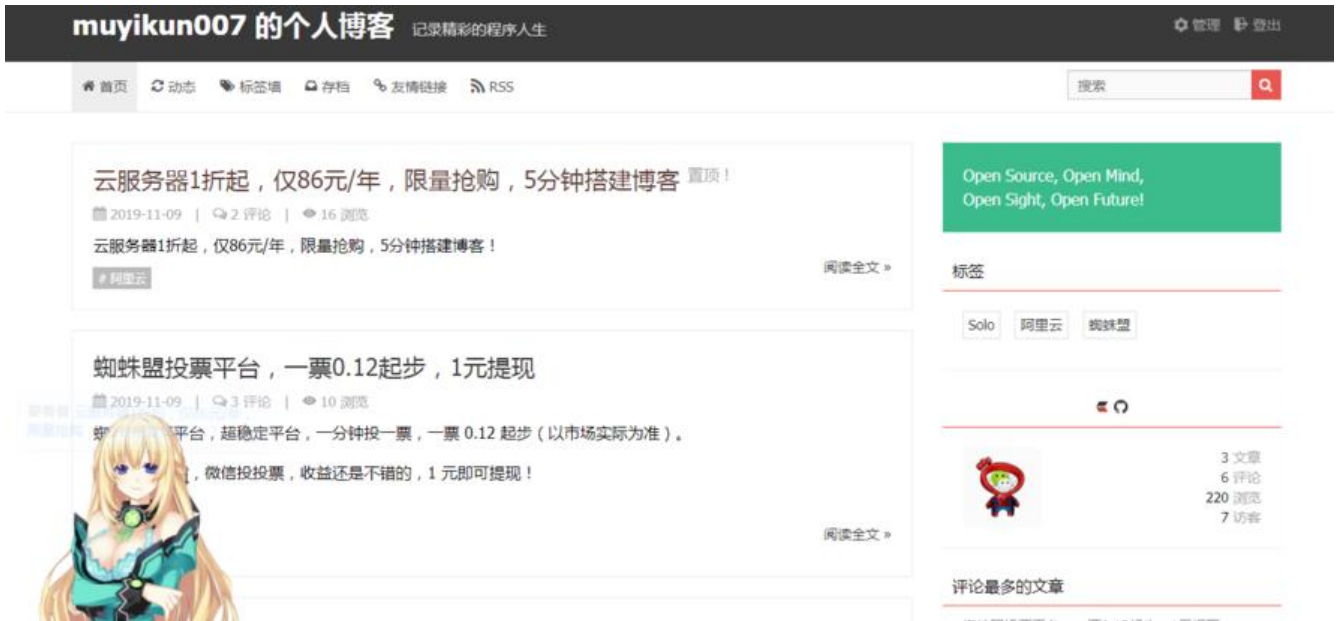 muyikun007 的个人博客 记录精彩的程序人生
管理 登出
首页 动态 标签墙 存档 友情链接 RSS
搜索
云服务器1折起，仅86元/年，限量抢购，5分钟搭建博客 置顶！
2019-11-09 | 2 评论 | 16 浏览
云服务器1折起，仅86元/年，限量抢购，5分钟搭建博客！
# 阿里云
阅读全文 »
蜘蛛盟投票平台，一票0.12起步，1元提现
2019-11-09 | 3 评论 | 10 浏览
平台，超稳定平台，一分钟投一票，一票 0.12 起步（以市场实际为准）。
，微信投投票，收益还是不错的，1 元即可提现！
阅读全文 »
Open Source, Open Mind,
Open Sight, Open Future!
标签
Solo 阿里云 蜘蛛盟
3 文章
6 评论
220 浏览
7 访客
评论最多的文章